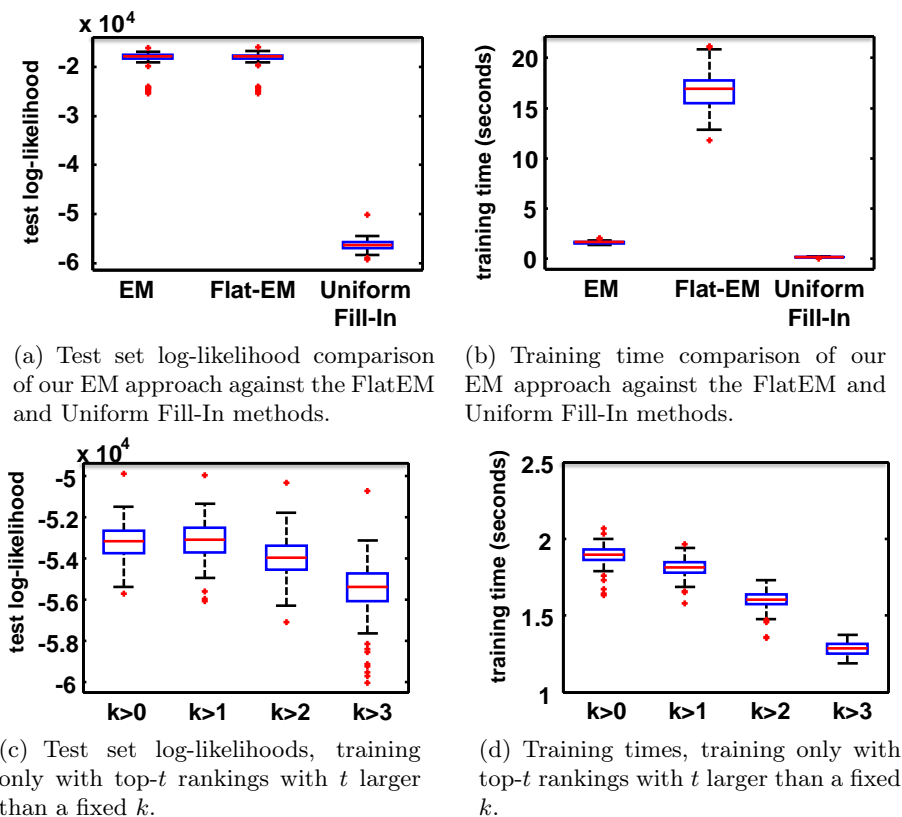 x 10⁴
test log-likelihood
-2
-3
-4
-5
-6
EM Flat-EM Uniform
Fill-In
training time (seconds)
20
15
10
5
0
EM Flat-EM Uniform
Fill-In
(a) Test set log-likelihood comparison
of our EM approach against the FlatEM
and Uniform Fill-In methods.
(b) Training time comparison of our
EM approach against the FlatEM and
Uniform Fill-In methods.
x 10⁴
test log-likelihood
-5
-5.2
-5.4
-5.6
-5.8
-6
k>0 k>1 k>2 k>3
training time (seconds)
2.5
2
1.5
1
k>0 k>1 k>2 k>3
(c) Test set log-likelihoods, training
only with top-t rankings with t larger
than a fixed k.
(d) Training times, training only with
top-t rankings with t larger than a fixed
k.